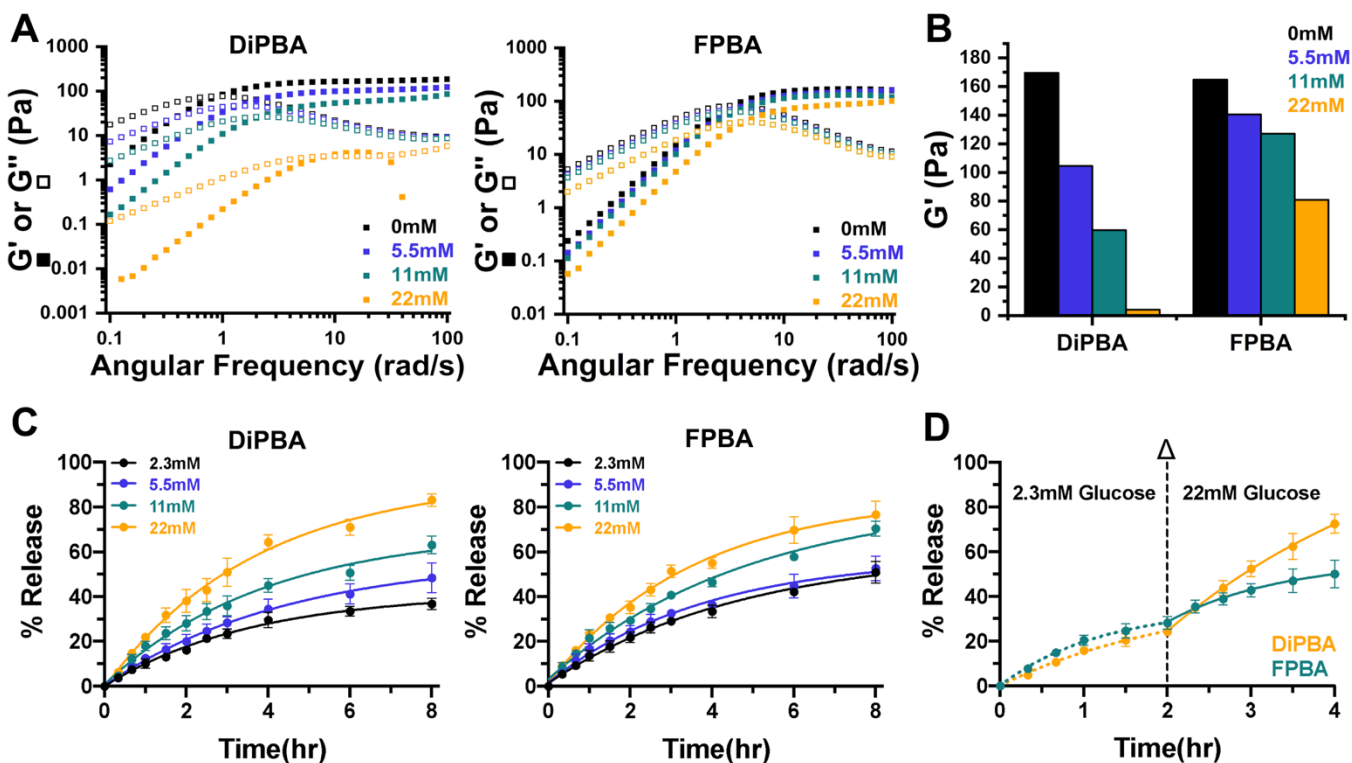 A
DiPBA
1000
100
10
1
0.1
0.01
0.001
G' or G" (Pa)
0.1
1
10
100
Angular Frequency (rad/s)
0mM
5.5mM
11mM
22mM
FPBA
1000
100
10
1
0.1
0.01
G' or G" (Pa)
0.1
1
10
100
Angular Frequency (rad/s)
0mM
5.5mM
11mM
22mM
B
0mM
5.5mM
11mM
22mM
180
160
140
120
100
80
60
40
20
0
G' (Pa)
DiPBA
FPBA
C
DiPBA
2.3mM
5.5mM
11mM
22mM
100
80
60
40
20
0
% Release
0
2
4
6
8
Time(hr)
FPBA
2.3mM
5.5mM
11mM
22mM
100
80
60
40
20
0
% Release
0
2
4
6
8
Time(hr)
D
Δ
2.3mM Glucose
22mM Glucose
100
80
60
40
20
0
% Release
DiPBA
FPBA
0
1
2
3
4
Time(hr)